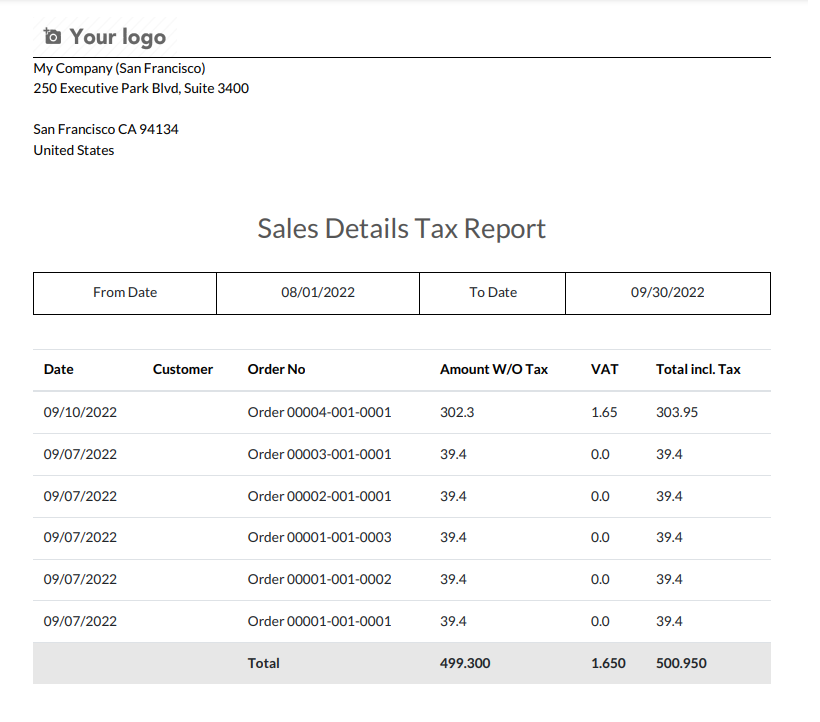 Your logo
My Company (San Francisco)
250 Executive Park Blvd, Suite 3400
San Francisco CA 94134
United States
Sales Details Tax Report
From Date 08/01/2022 To Date 09/30/2022
Date Customer Order No Amount W/O Tax VAT Total incl. Tax
09/10/2022 Order 00004-001-0001 302.3 1.65 303.95
09/07/2022 Order 00003-001-0001 39.4 0.0 39.4
09/07/2022 Order 00002-001-0001 39.4 0.0 39.4
09/07/2022 Order 00001-001-0003 39.4 0.0 39.4
09/07/2022 Order 00001-001-0002 39.4 0.0 39.4
09/07/2022 Order 00001-001-0001 39.4 0.0 39.4
Total 499.300 1.650 500.950